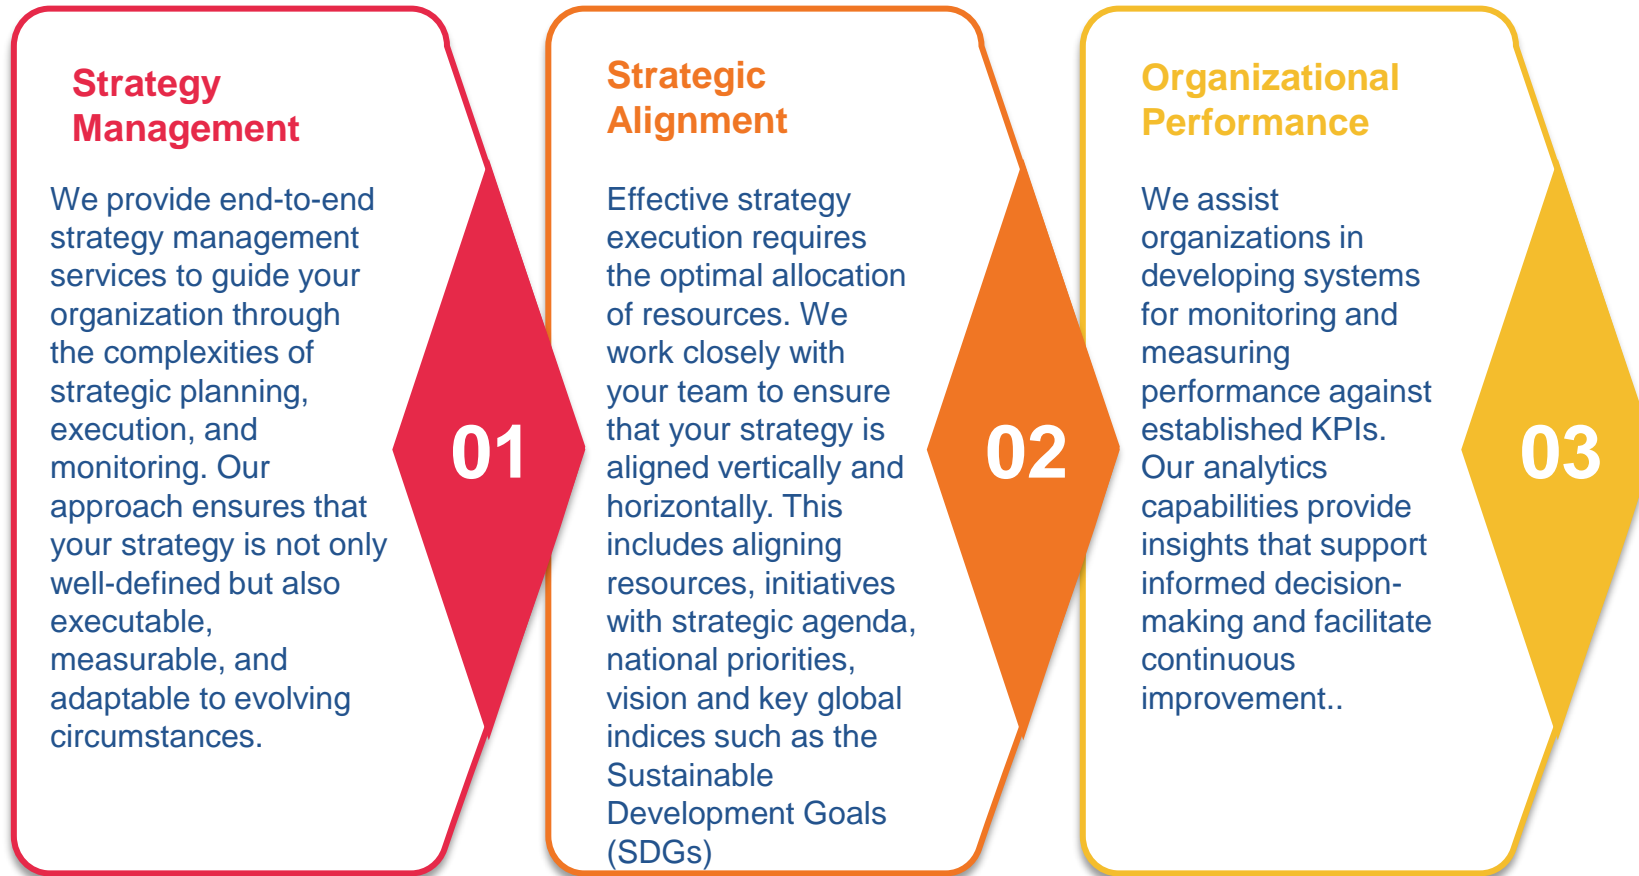 Strategy
Management
We provide end-to-end
strategy management
services to guide your
organization through
the complexities of
strategic planning,
execution, and
monitoring. Our
approach ensures that
your strategy is not only
well-defined but also
executable,
measurable, and
adaptable to evolving
circumstances.
01
Strategic
Alignment
Effective strategy
execution requires
the optimal allocation
of resources. We
work closely with
your team to ensure
that your strategy is
aligned vertically and
horizontally. This
includes aligning
resources, initiatives
with strategic agenda,
national priorities,
vision and key global
indices such as the
Sustainable
Development Goals
(SDGs)
02
Organizational
Performance
We assist
organizations in
developing systems
for monitoring and
measuring
performance against
established KPIs.
Our analytics
capabilities provide
insights that support
informed decision-
making and facilitate
continuous
improvement..
03